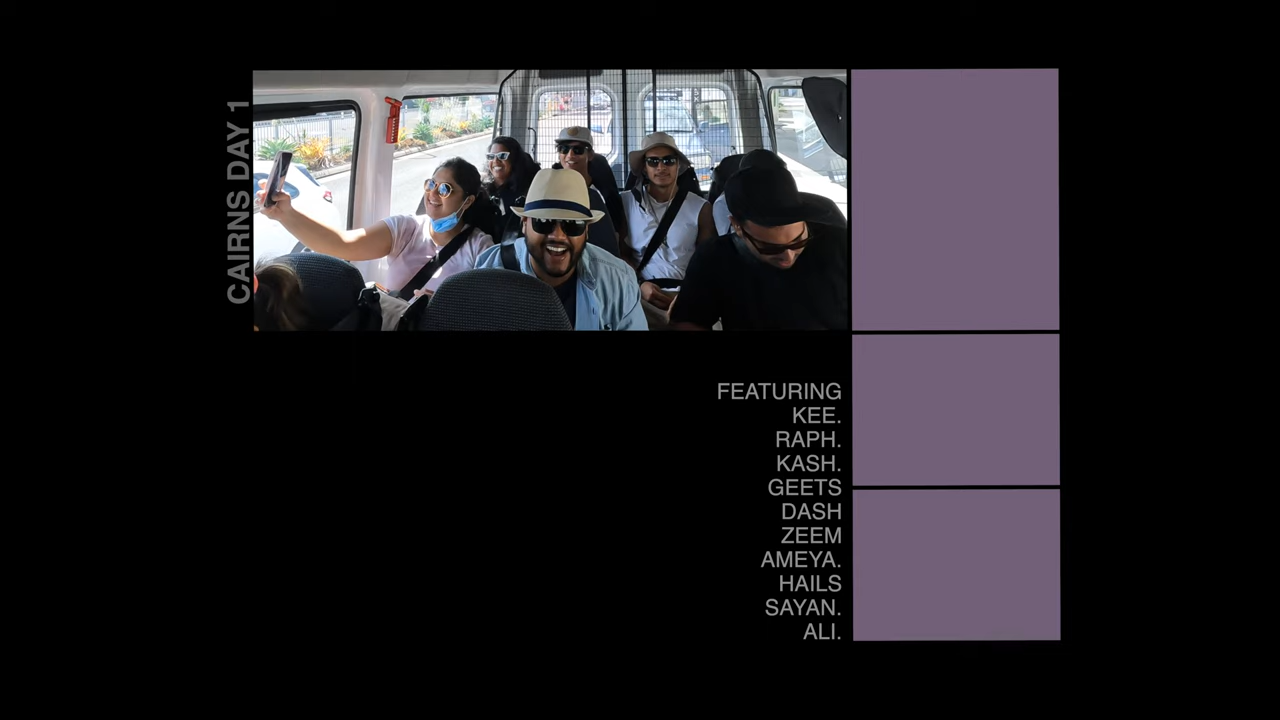 CAIRNS DAY 1
FEATURING
KEE.
RAPH.
KASH.
GEETS
DASH
ZEEM
AMEYA.
HAILS
SAYAN.
ALI.